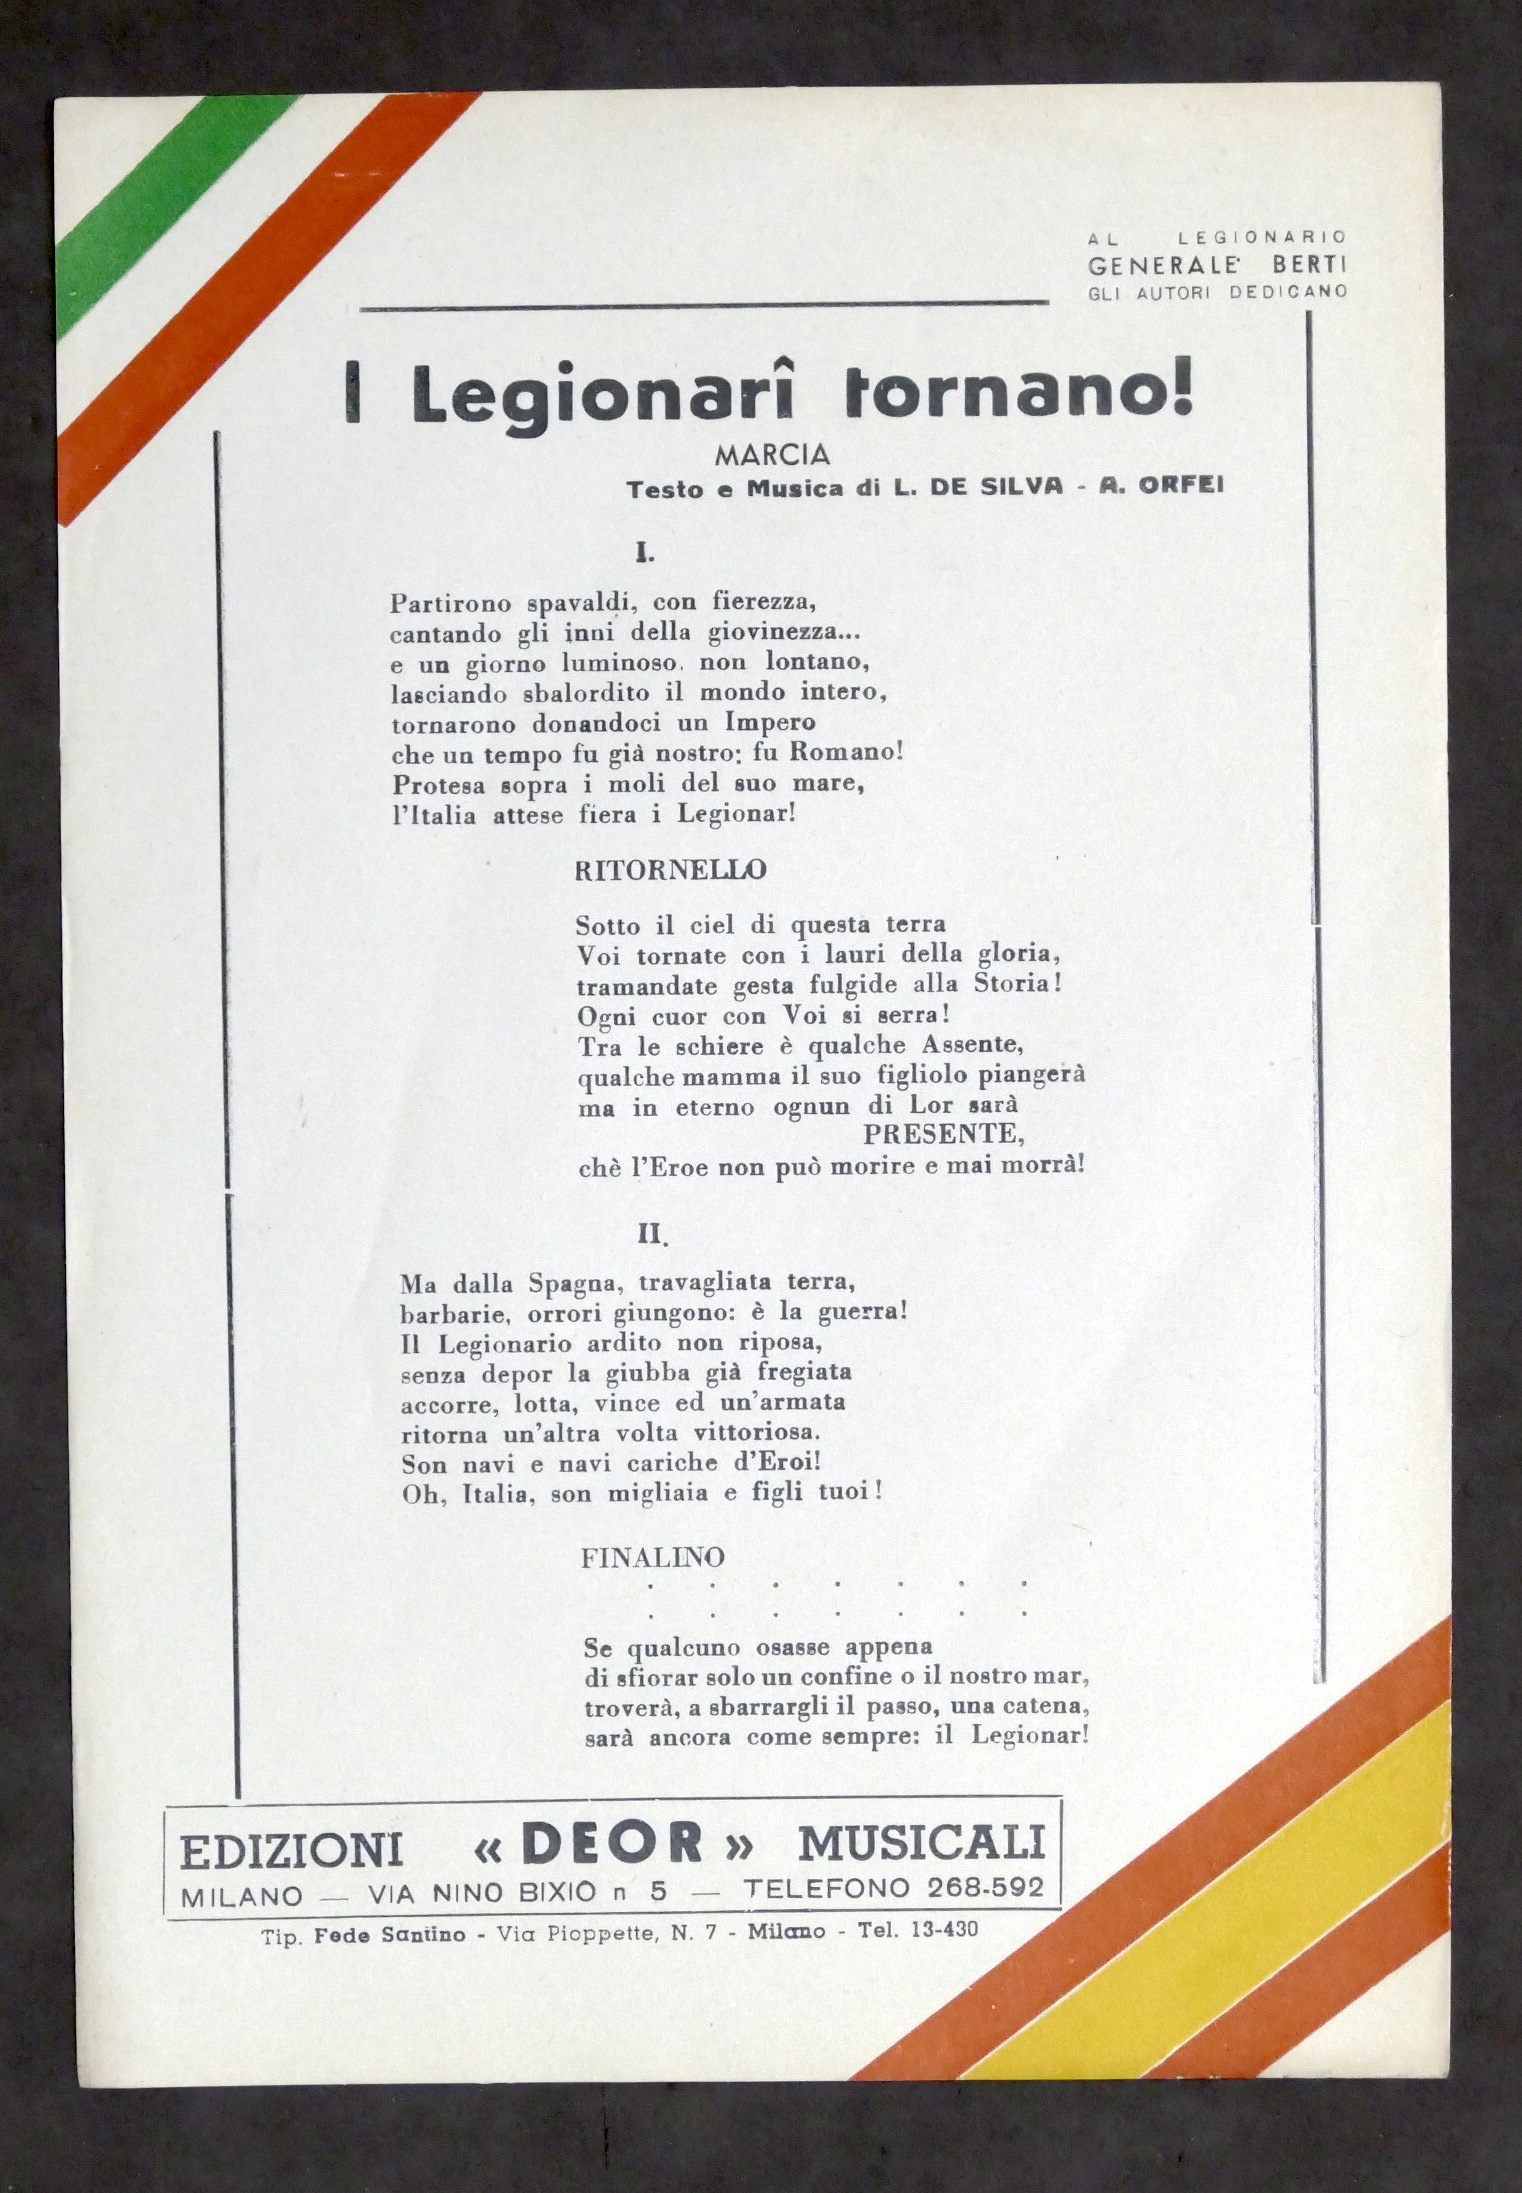 AL LEGIONARIO
GENERALE BERTI
GLI AUTORI DEDICANO
I Legionarî tornano!
MARCIA
Testo e Musica di L. DE SILVA - A. ORFEI
I.
Partirono spavaldi, con fierezza,
cantando gli inni della giovinezza...
e un giorno luminoso, non lontano,
lasciando sbalordito il mondo intero,
tornarono donandoci un Impero
che un tempo fu già nostro; fu Romano!
Protesa sopra i moli del suo mare,
l'Italia attese fiera i Legionar!
RITORNELLO
Sotto il ciel di questa terra
Voi tornate con i lauri della gloria,
tramandate gesta fulgide alla Storia!
Ogni cuor con Voi si serra!
Tra le schiere è qualche Assente,
qualche mamma il suo figliolo piangerà
ma in eterno ognun di Lor sarà
PRESENTE,
chè l'Eroe non può morire e mai morrà!
II.
Ma dalla Spagna, travagliata terra,
barbarie, orrori giungono: è la guerra!
Il Legionario ardito non riposa,
senza depor la giubba già fregiata
accorre, lotta, vince ed un'armata
ritorna un'altra volta vittoriosa.
Son navi e navi cariche d'Eroi!
Oh, Italia, son migliaia e figli tuoi!
FINALINO
. . . . . . .
. . . . . . .
Se qualcuno osasse appena
di sfiorar solo un confine o il nostro mar,
troverà, a sbarrargli il passo, una catena,
sarà ancora come sempre: il Legionar!
EDIZIONI « DEOR » MUSICALI
MILANO — VIA NINO BIXIO n 5 — TELEFONO 268-592
Tip. Fede Santino - Via Pioppette, N. 7 - Milano - Tel. 13-430